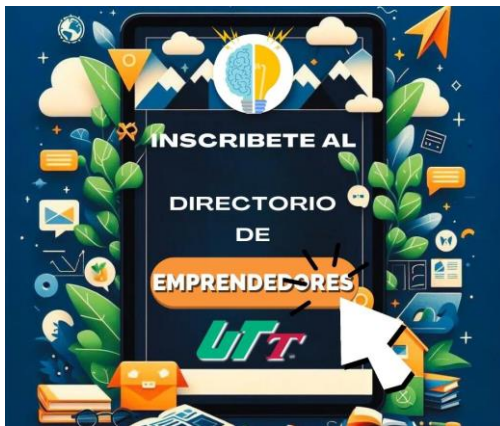 INSCRIBETE AL
DIRECTORIO
DE
EMPRENDEDORES
UTT